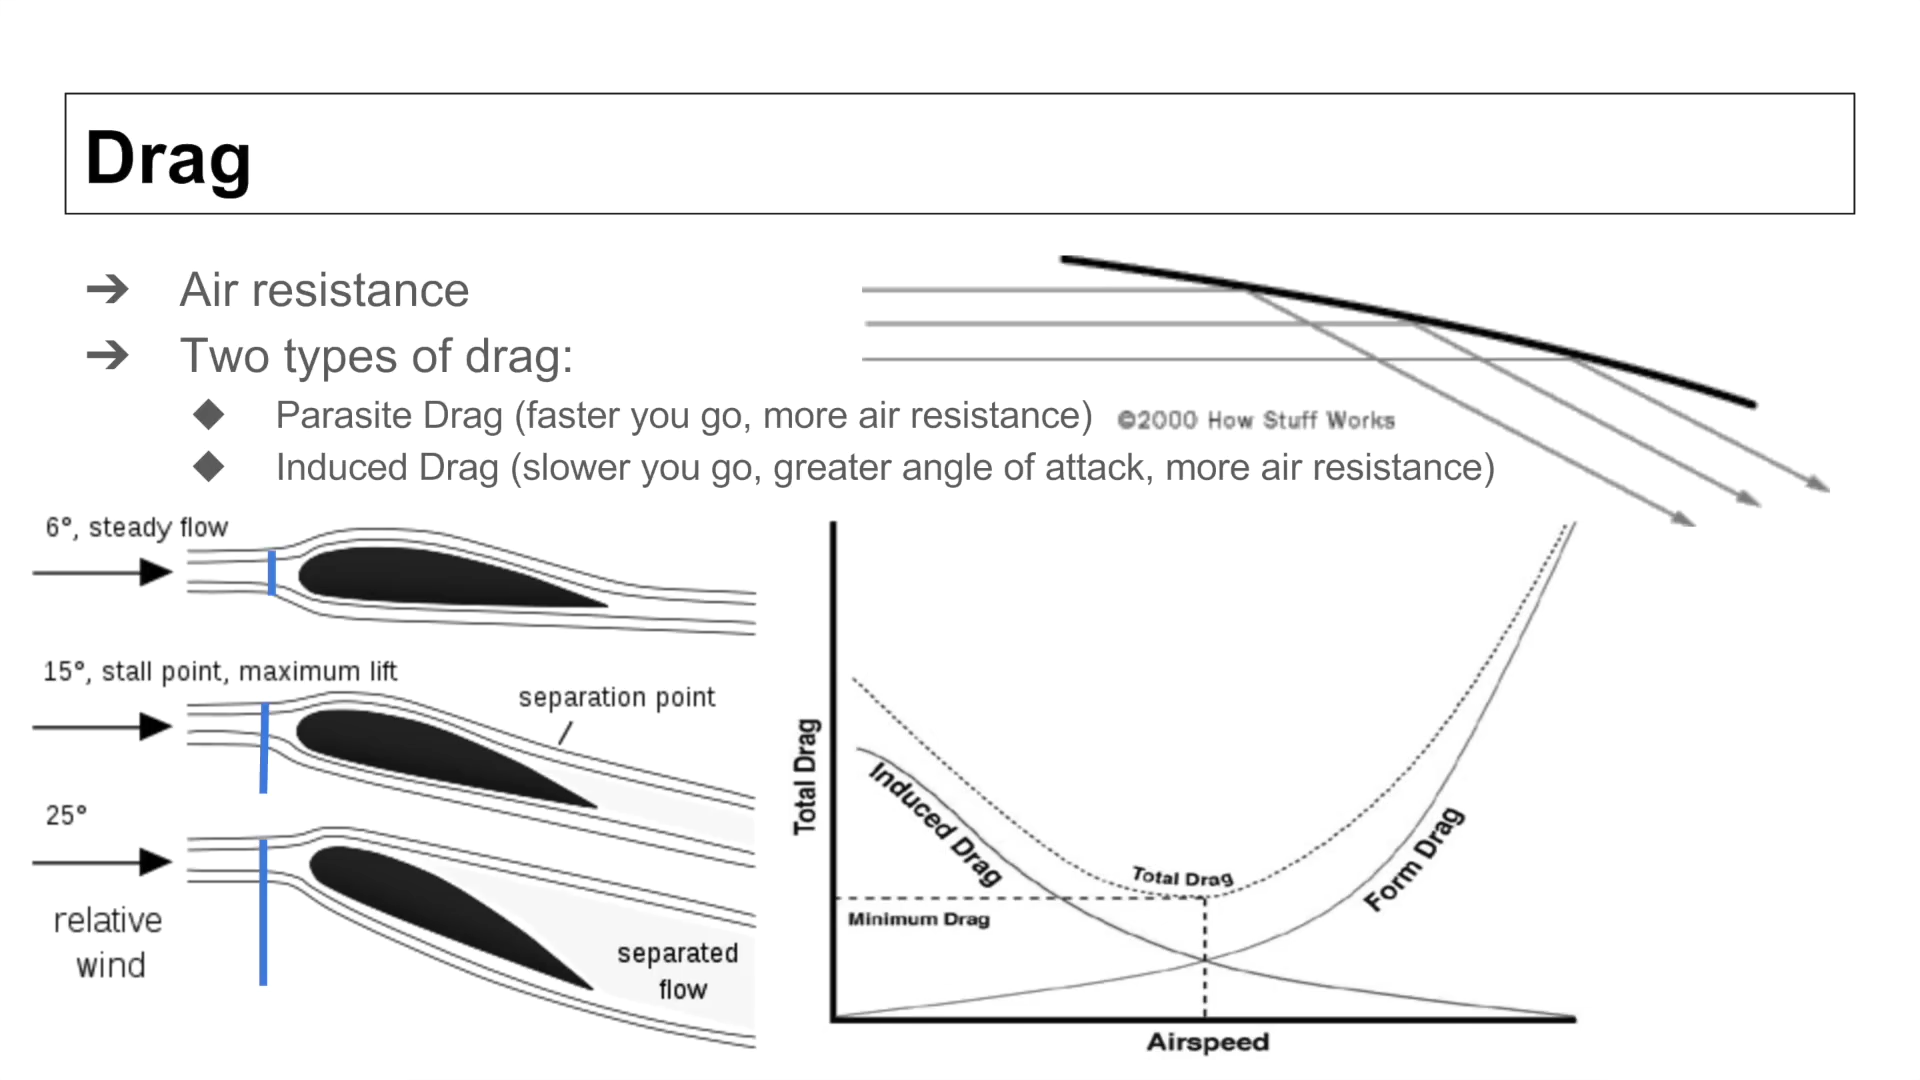 Drag
➔ Air resistance
➔ Two types of drag:
◆ Parasite Drag (faster you go, more air resistance)
©2000 How Stuff Works
◆ Induced Drag (slower you go, greater angle of attack, more air resistance)
6°, steady flow
15°, stall point, maximum lift
separation point
25°
relative
wind
separated
flow
Total Drag
Induced Drag
Total Drag
Form Drag
Minimum Drag
Airspeed